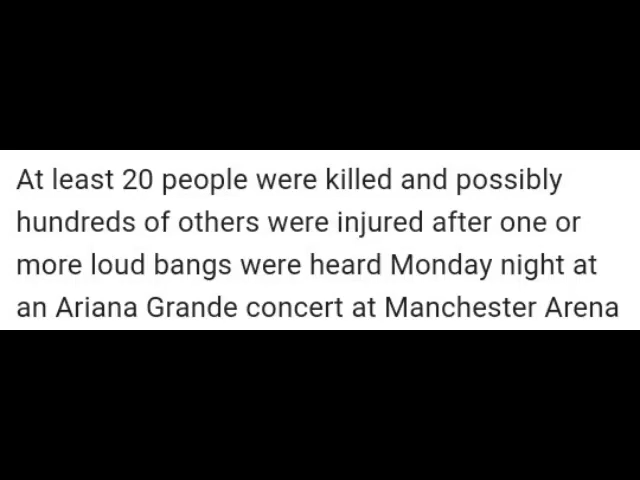 At least 20 people were killed and possibly
hundreds of others were injured after one or
more loud bangs were heard Monday night at
an Ariana Grande concert at Manchester Arena